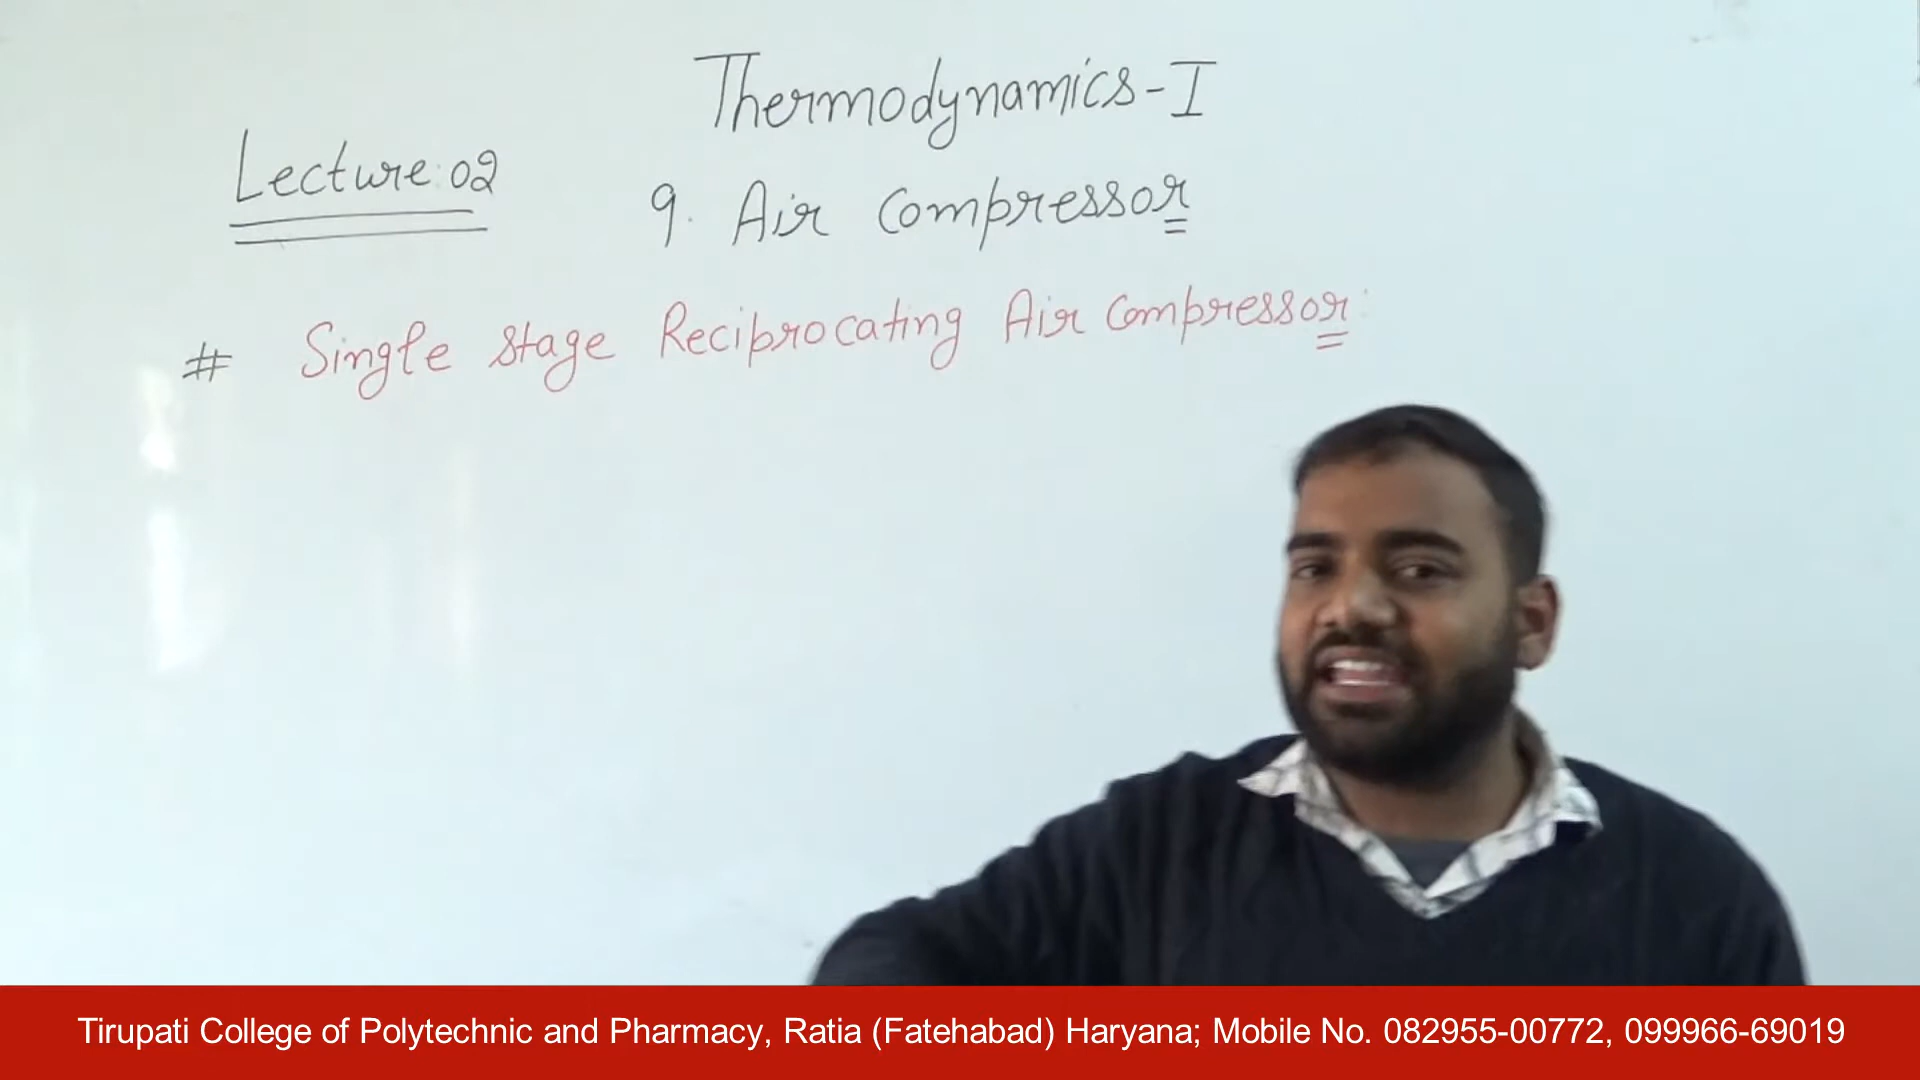 Thermodynamics-I
Lecture:02
9. Air Compressor
# Single Stage Reciprocating Air Compressor:
Tirupati College of Polytechnic and Pharmacy, Ratia (Fatehabad) Haryana; Mobile No. 082955-00772, 099966-69019